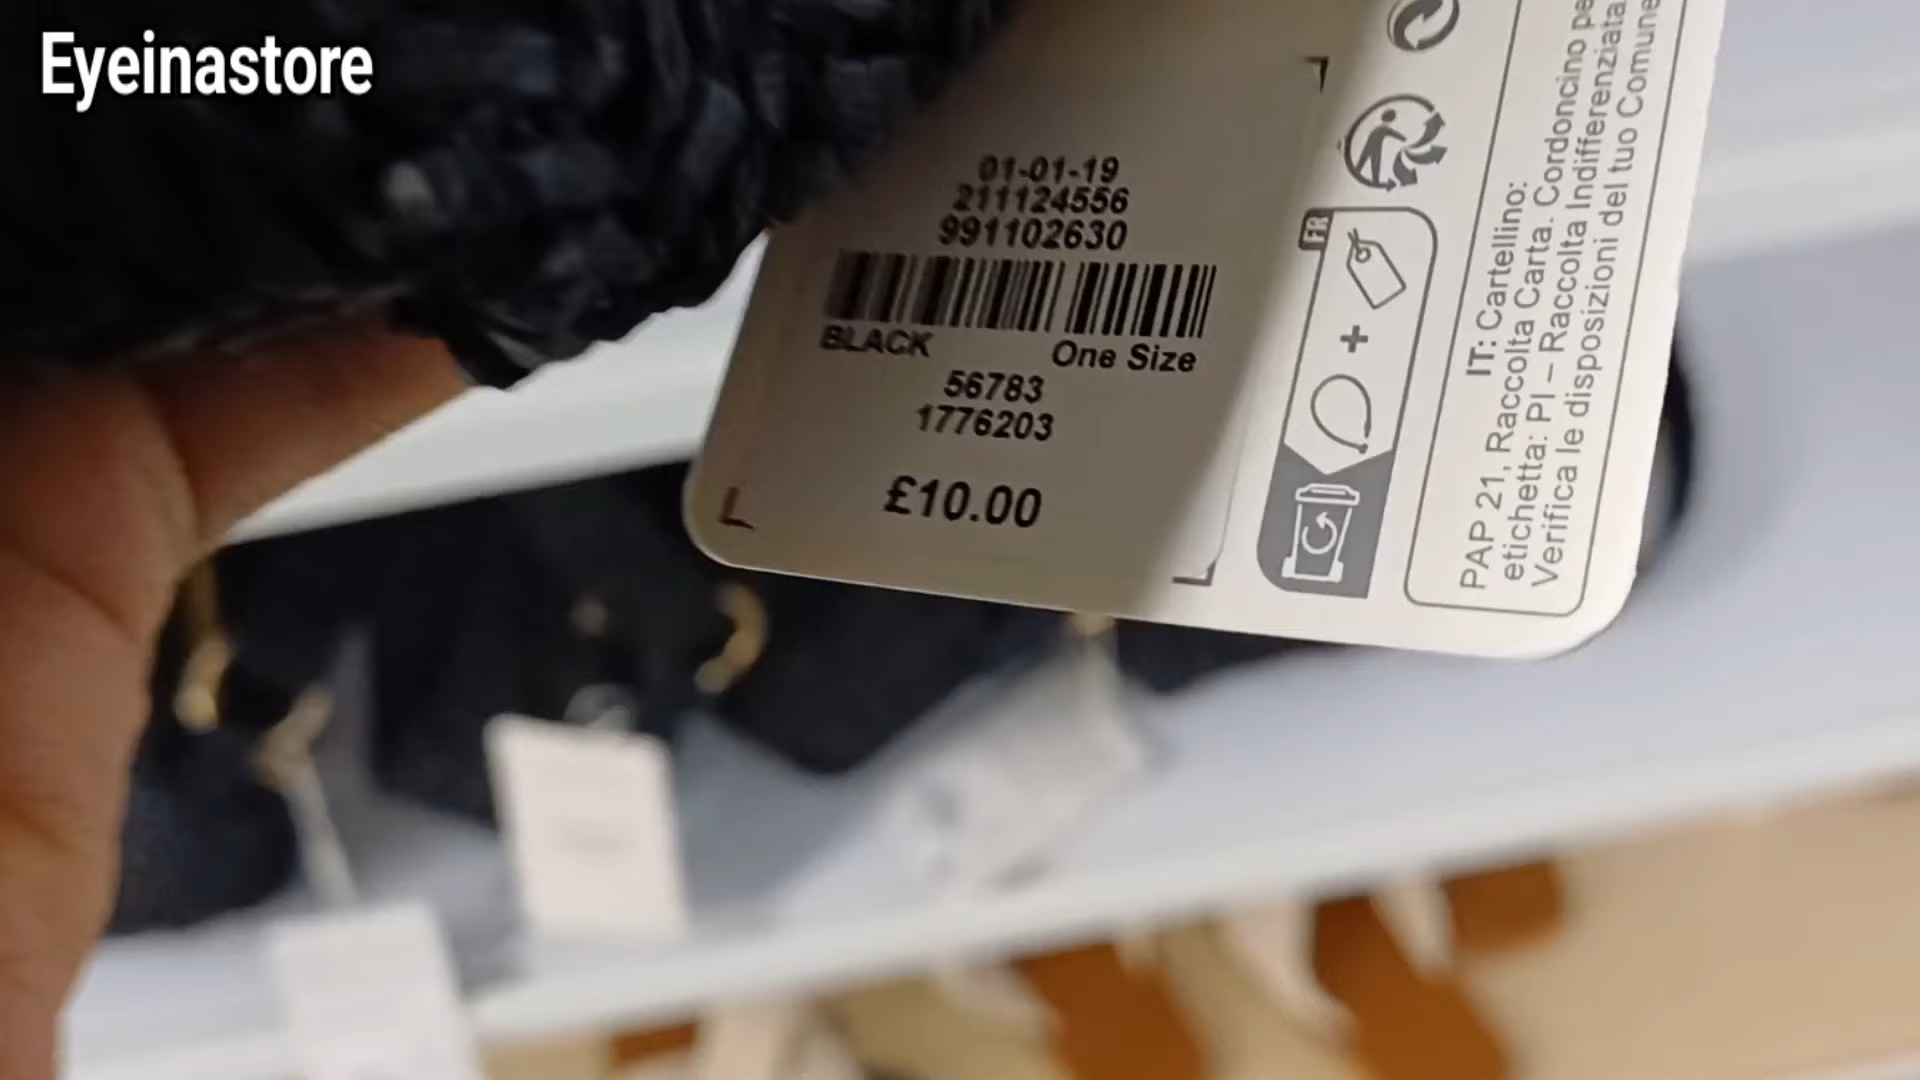 Eyeinastore
01-01-19
211124556
991102630
BLACK One Size
56783
1776203
£10.00
FR
IT: Cartellino:
PAP 21, Raccolta Carta. Cordoncino
etichetta: PI – Raccolta Indifferenziata.
Verifica le disposizioni del tuo Comune